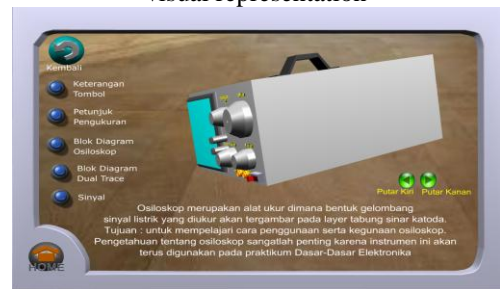 visual representation
Kembali
Keterangan
Tombol
Petunjuk
Pengukuran
Blok Diagram
Osiloskop
Blok Diagram
Dual Trace
Sinyal
Putar Kiri Putar Kanan
Osiloskop merupakan alat ukur dimana bentuk gelombang
sinyal listrik yang diukur akan tergambar pada layer tabung sinar katoda.
Tujuan : untuk mempelajari cara penggunaan serta kegunaan osiloskop.
Pengetahuan tentang osiloskop sangatlah penting karena instrumen ini akan
terus digunakan pada praktikum Dasar-Dasar Elektronika
HOME